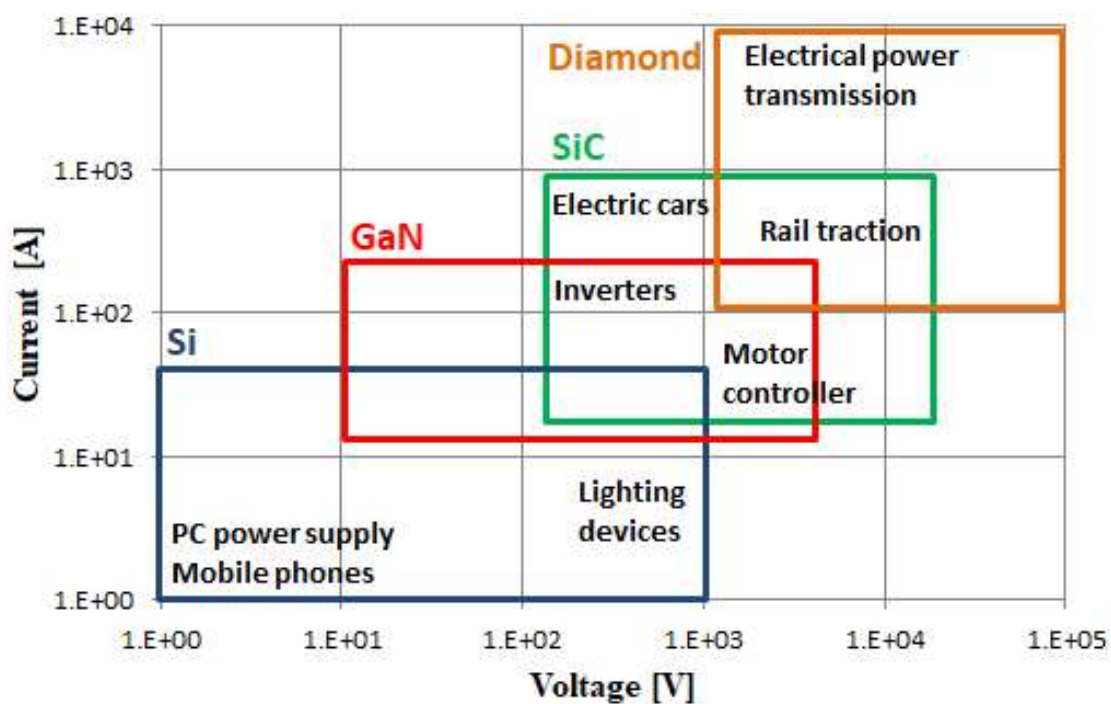 1.E+04
Diamond
Electrical power
transmission
SiC
1.E+03
Electric cars
Rail traction
GaN
Inverters
1.E+02
Si
Motor
controller
1.E+01
Lighting
devices
PC power supply
Mobile phones
1.E+00
Current [A]
1.E+00 1.E+01 1.E+02 1.E+03 1.E+04 1.E+05
Voltage [V]